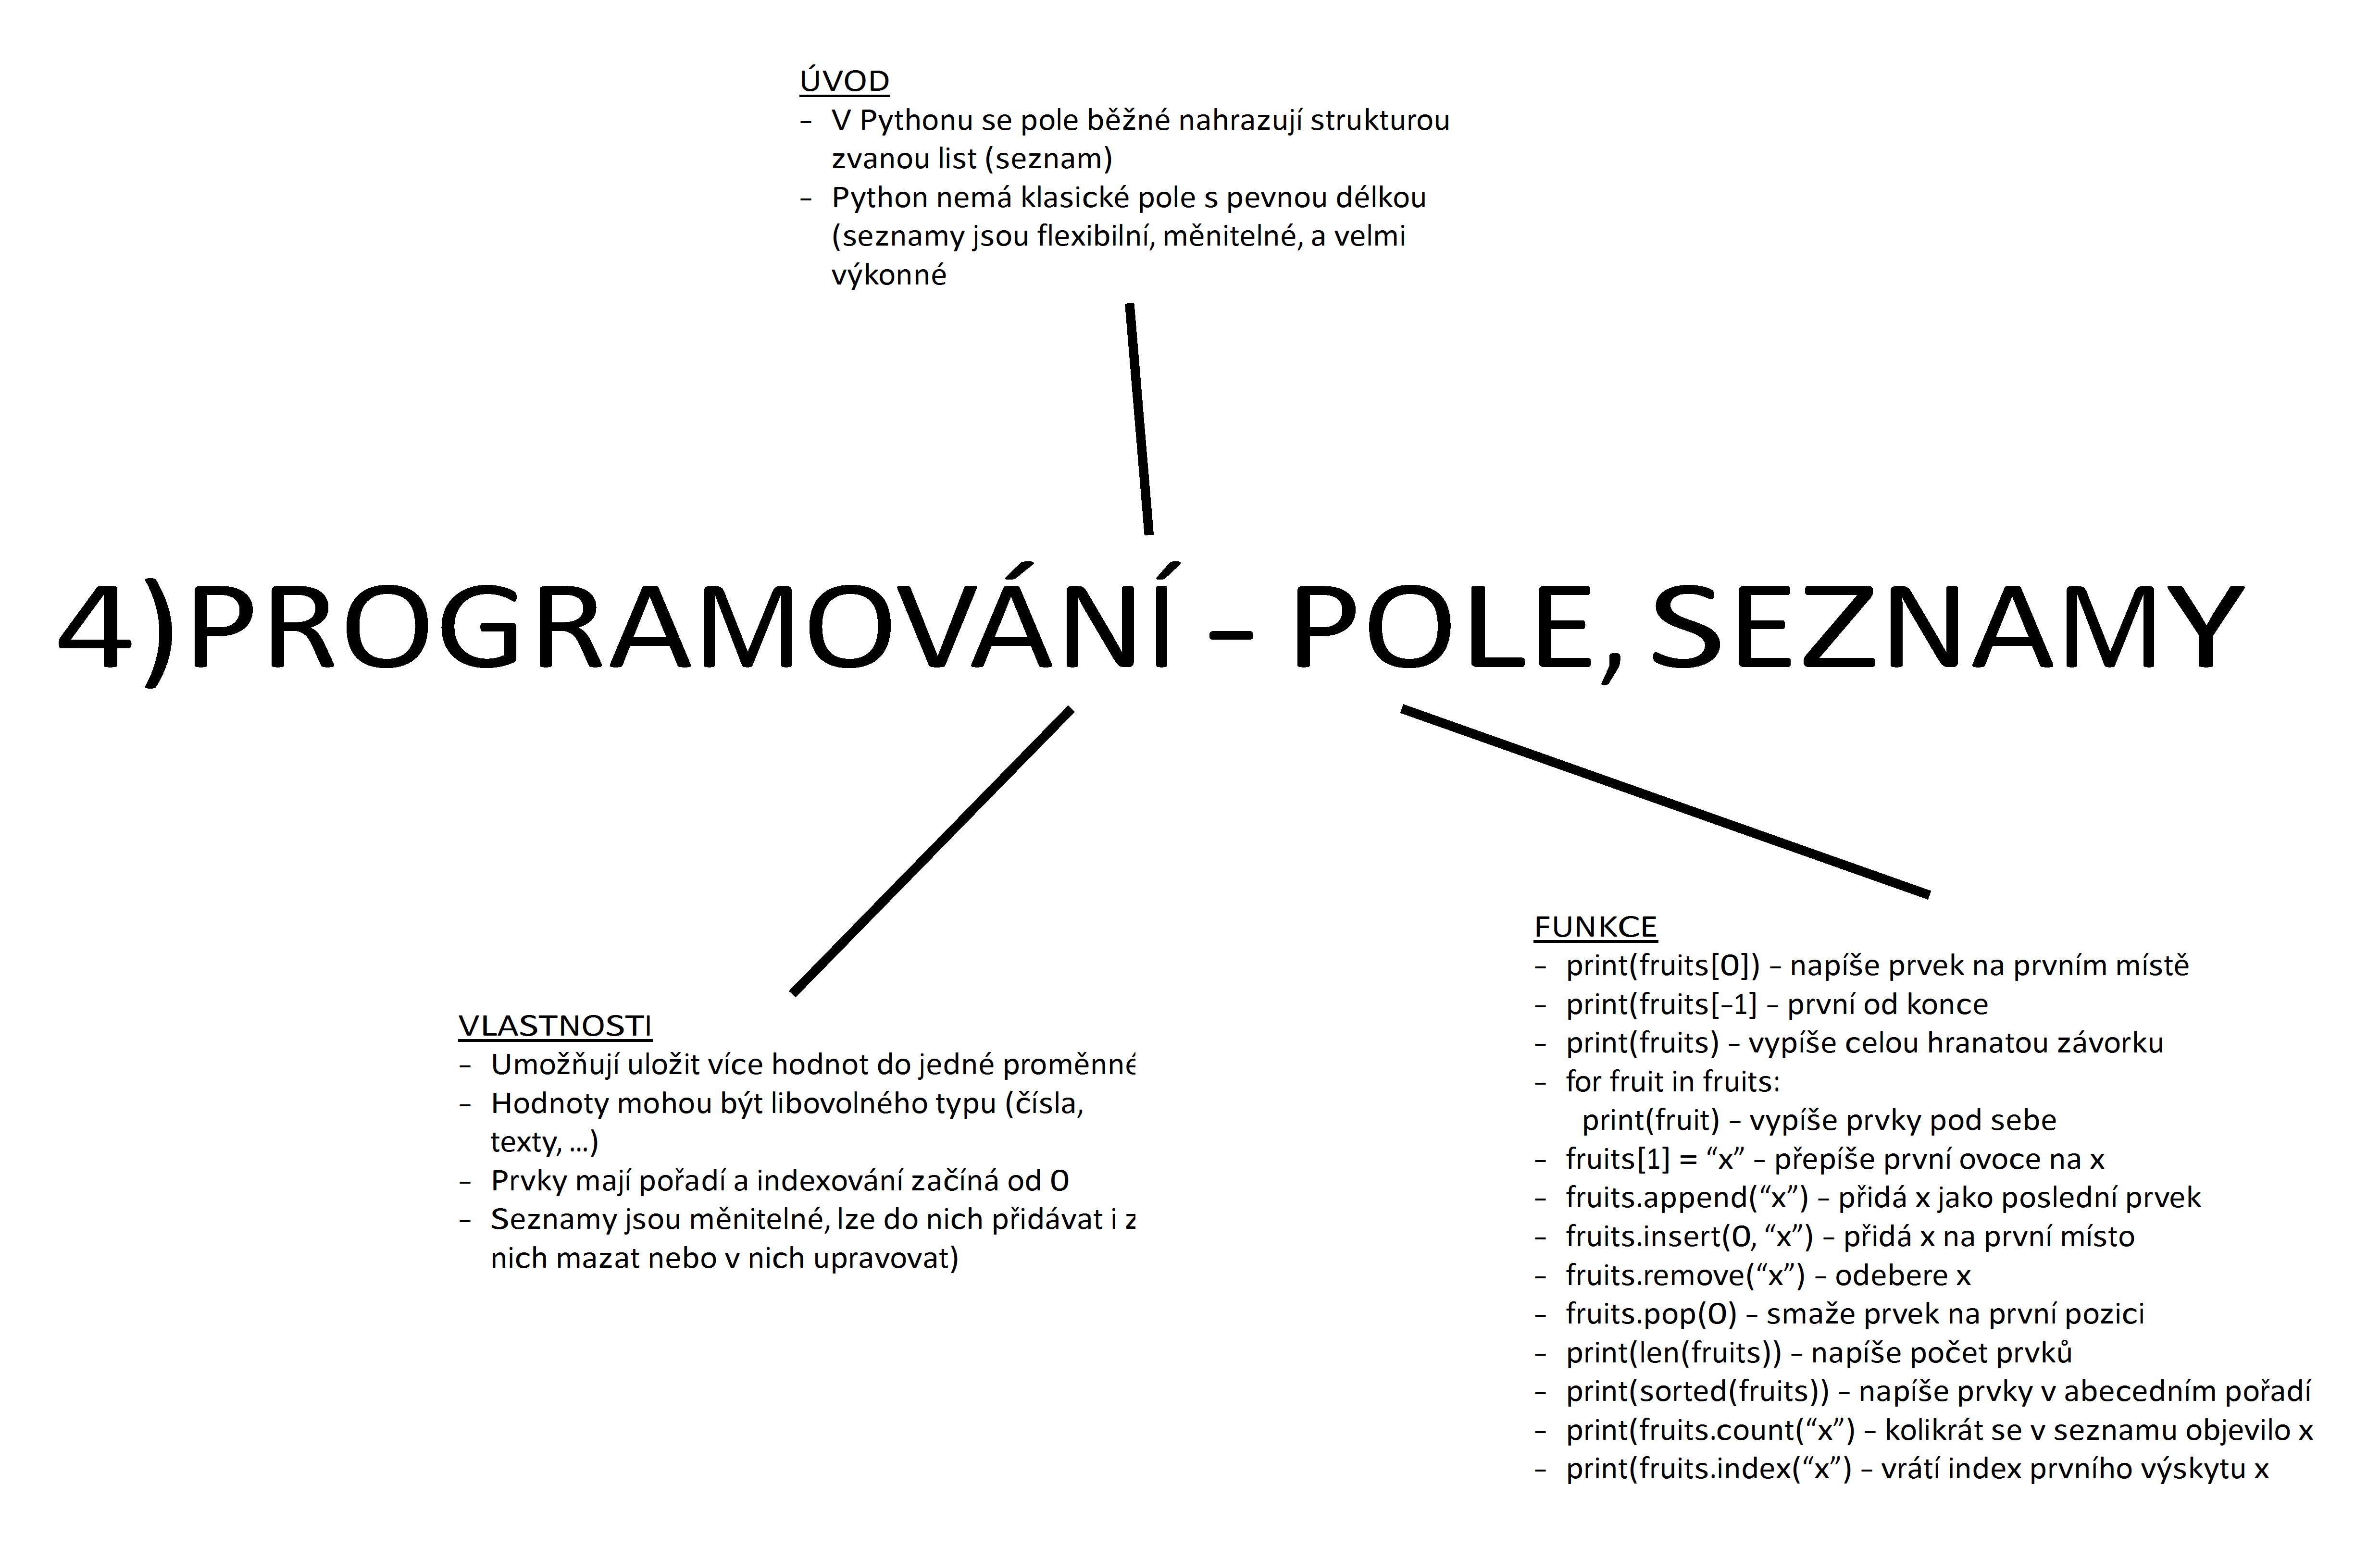 ÚVOD
– V Pythonu se pole běžné nahrazují strukturou
zvanou list (seznam)
– Python nemá klasické pole s pevnou délkou
(seznamy jsou flexibilní, měnitelné, a velmi
výkonné
4)PROGRAMOVÁNÍ – POLE, SEZNAMY
VLASTNOSTI
– Umožňují uložit více hodnot do jedné proměnné
– Hodnoty mohou být libovolného typu (čísla,
texty, …)
– Prvky mají pořadí a indexování začíná od 0
– Seznamy jsou měnitelné, lze do nich přidávat i z
nich mazat nebo v nich upravovat)
FUNKCE
– print(fruits[0]) – napíše prvek na prvním místě
– print(fruits[–1] – první od konce
– print(fruits) – vypíše celou hranatou závorku
– for fruit in fruits:
print(fruit) – vypíše prvky pod sebe
– fruits[1] = “x” – přepíše první ovoce na x
– fruits.append(“x”) – přidá x jako poslední prvek
– fruits.insert(0, “x”) – přidá x na první místo
– fruits.remove(“x”) – odebere x
– fruits.pop(0) – smaže prvek na první pozici
– print(len(fruits)) – napíše počet prvků
– print(sorted(fruits)) – napíše prvky v abecedním pořadí
– print(fruits.count(“x”) – kolikrát se v seznamu objevilo x
– print(fruits.index(“x”) – vrátí index prvního výskytu x